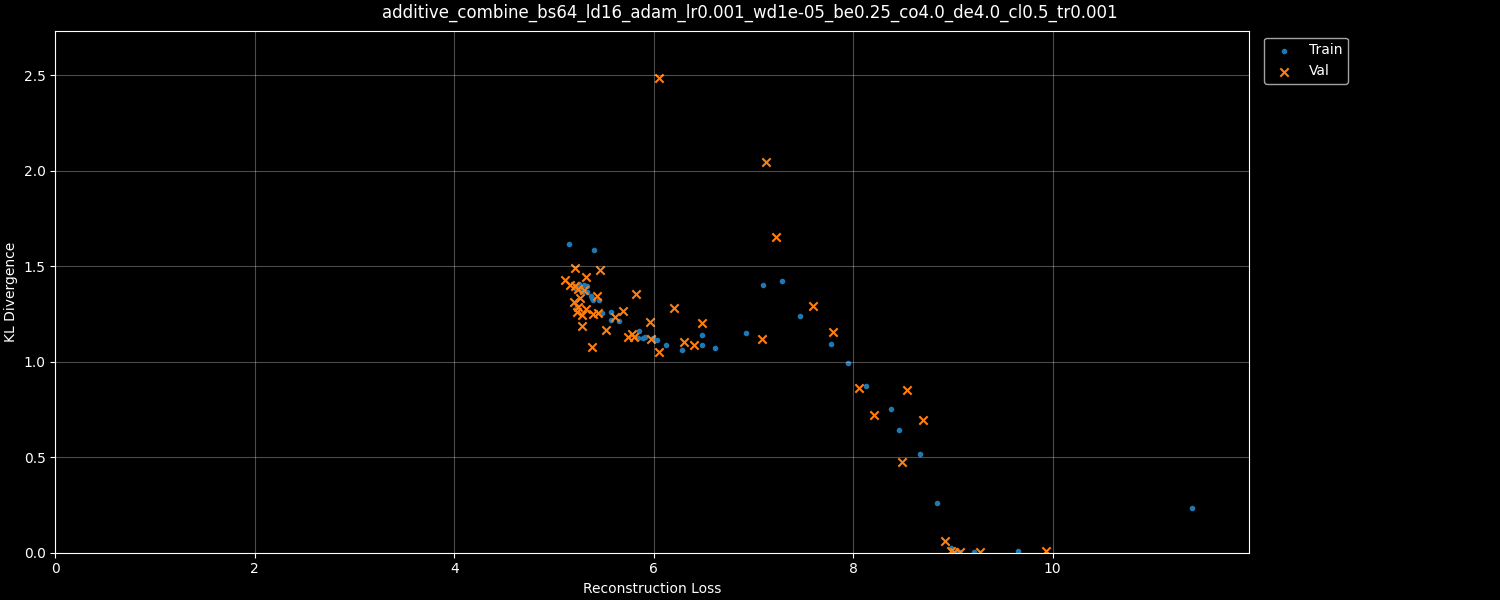 additive_combine_bs64_ld16_adam_lr0.001_wd1e-05_be0.25_co4.0_de4.0_cl0.5_tr0.001
Train
Val
KL Divergence
2.5
2.0
1.5
1.0
0.5
0.0
0 2 4 6 8 10
Reconstruction Loss